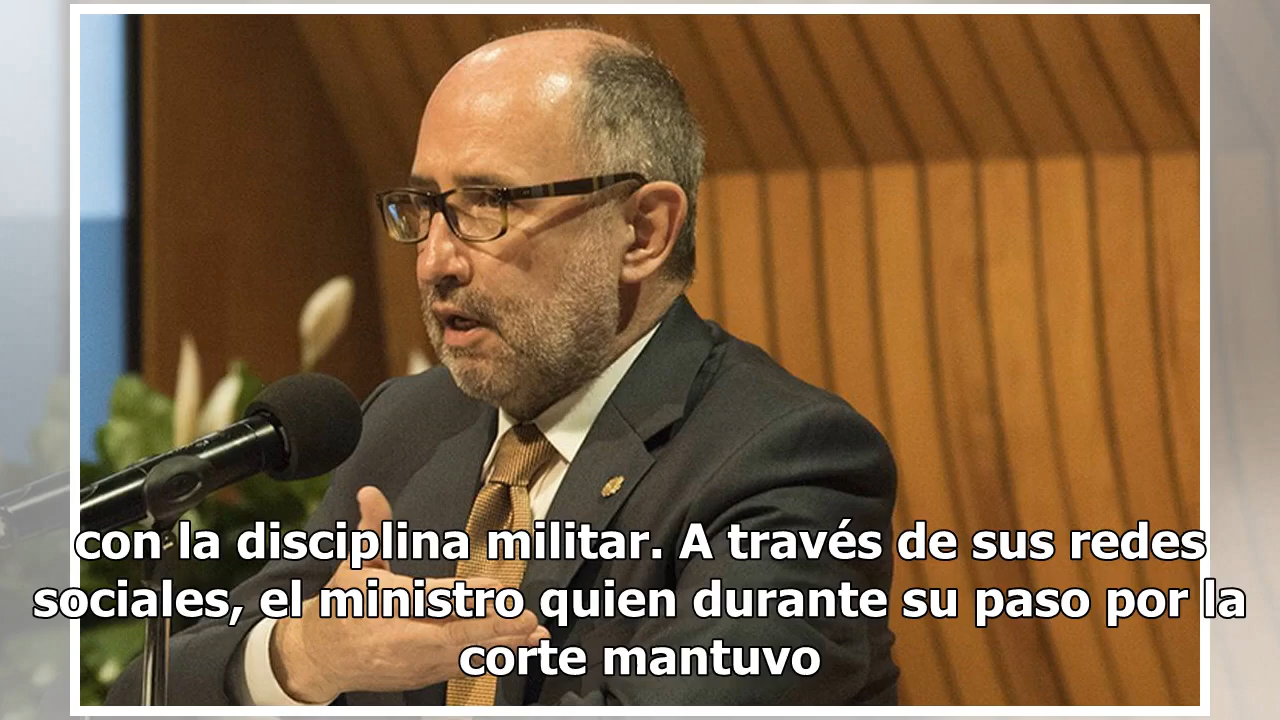 con la disciplina militar. A través de sus redes
sociales, el ministro quien durante su paso por la
corte mantuvo